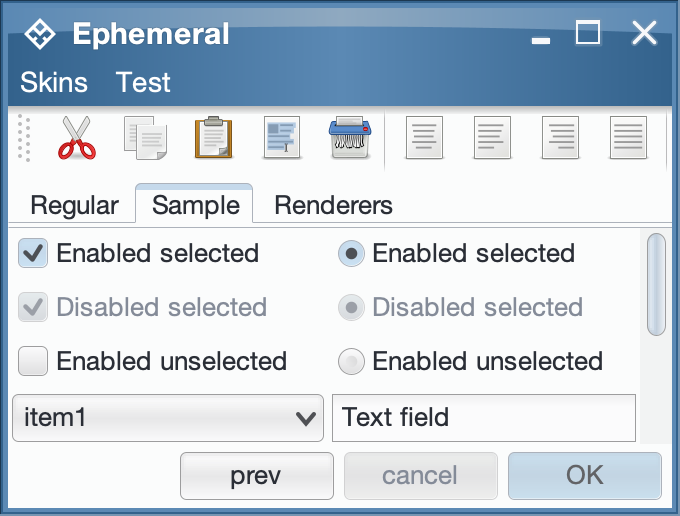 Ephemeral
Skins Test
Regular Sample Renderers
Enabled selected Enabled selected
Disabled selected Disabled selected
Enabled unselected Enabled unselected
item1 Text field
prev cancel OK